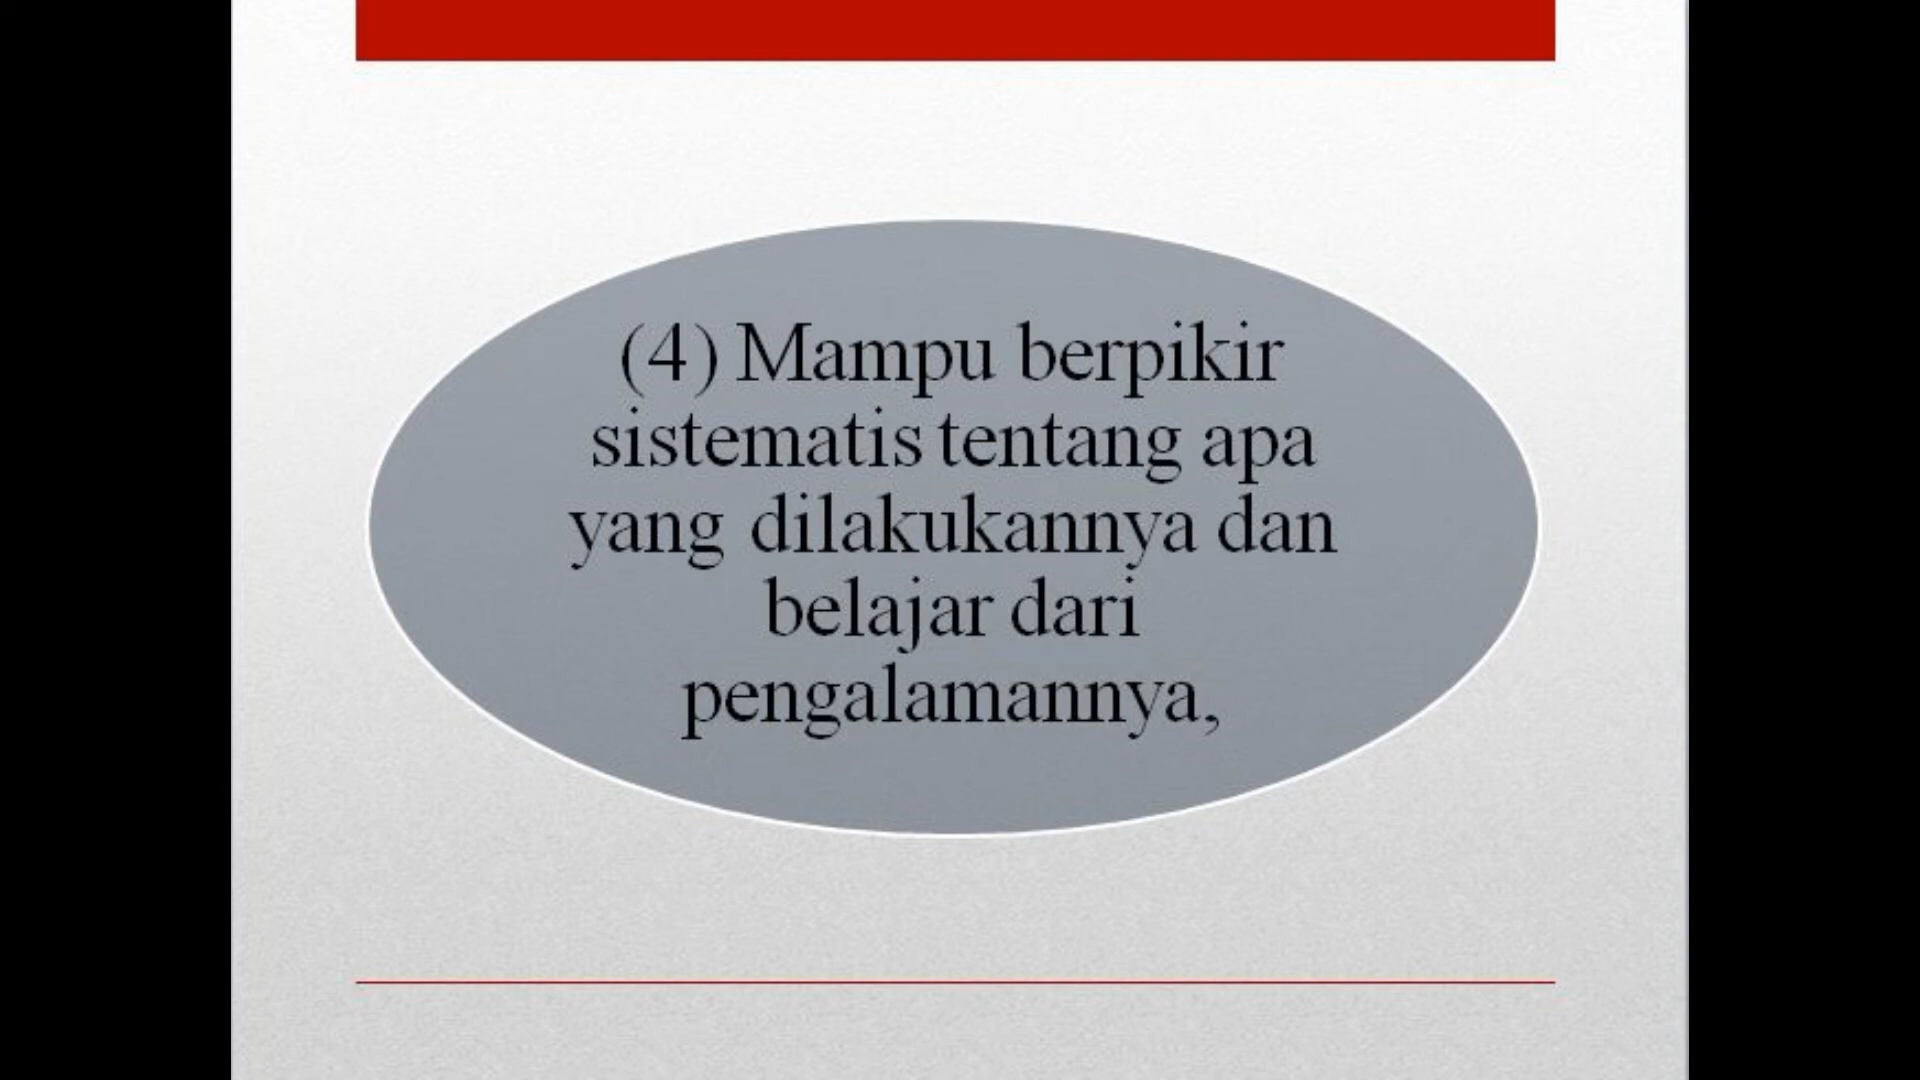 (4) Mampu berpikir
sistematis tentang apa
yang dilakukannya dan
belajar dari
pengalamannya,